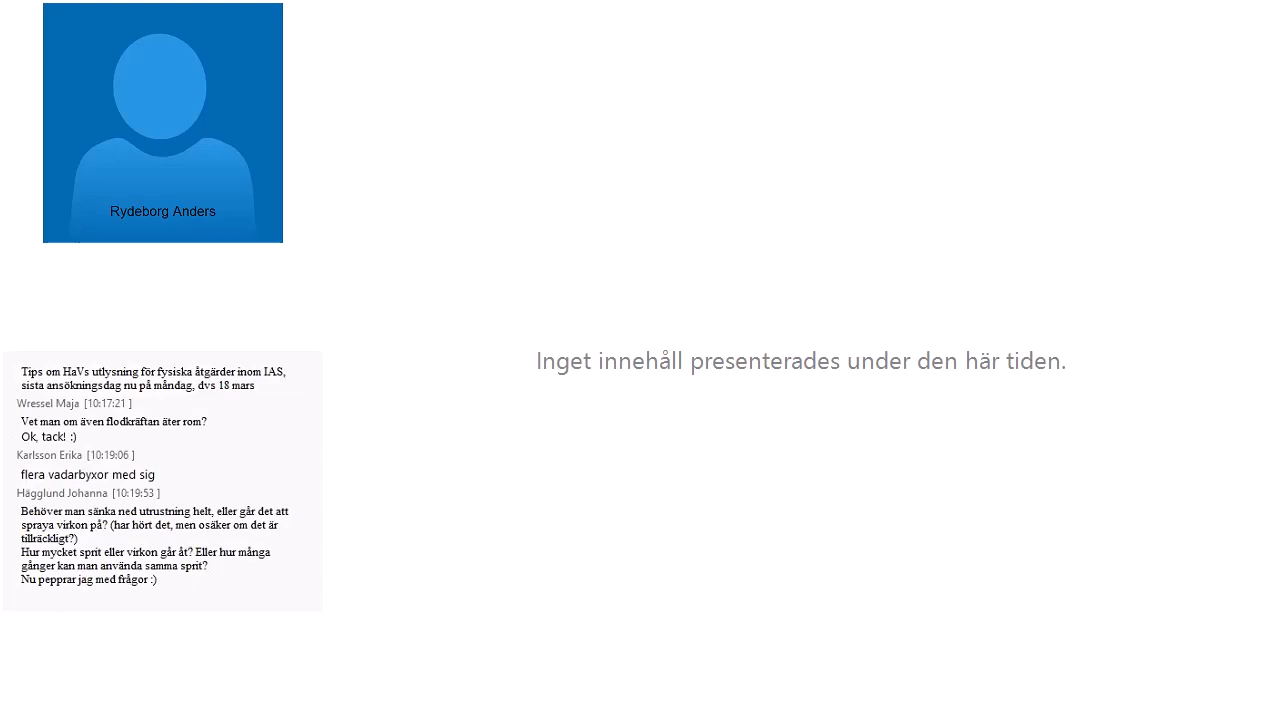 Rydeborg Anders
Inget innehåll presenterades under den här tiden.
Tips om HaVs utlysning för fysiska åtgärder inom IAS,
sista ansökningsdag nu på måndag, dvs 18 mars
Wressel Maja [10:17:21 ]
Vet man om även flodkräftan äter rom?
Ok, tack! :)
Karlsson Erika [10:19:06 ]
flera vadarbyxor med sig
Hägglund Johanna [10:19:53 ]
Behöver man sänka ned utrustning helt, eller går det att
spraya virkon på? (har hört det, men osäker om det är
tillräckligt?)
Hur mycket sprit eller virkon går åt? Eller hur många
gånger kan man använda samma sprit?
Nu pepprar jag med frågor :)